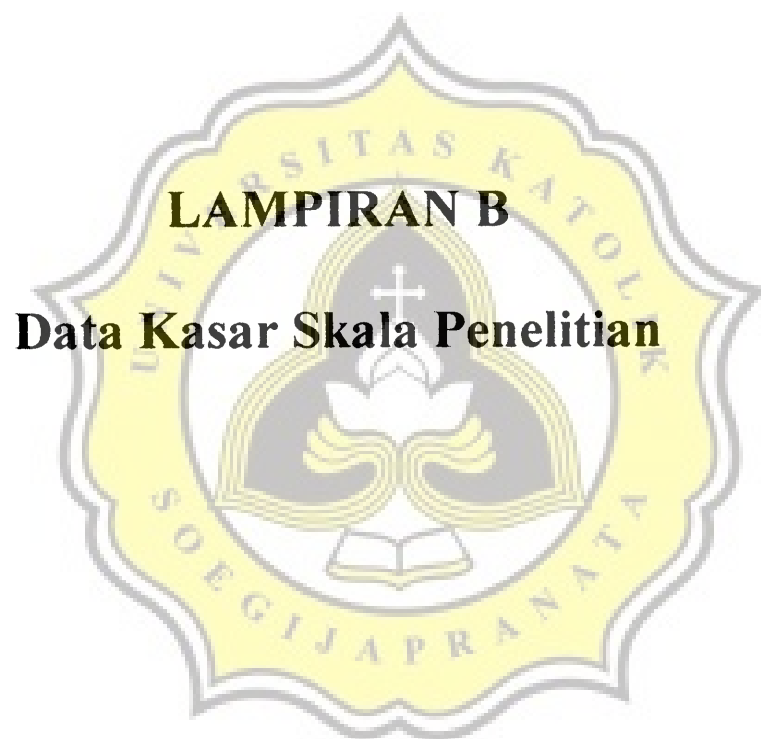 LAMPIRAN B
Data Kasar Skala Penelitian
UNIVERSITAS KATOLIK
SOEGIJAPRANATA